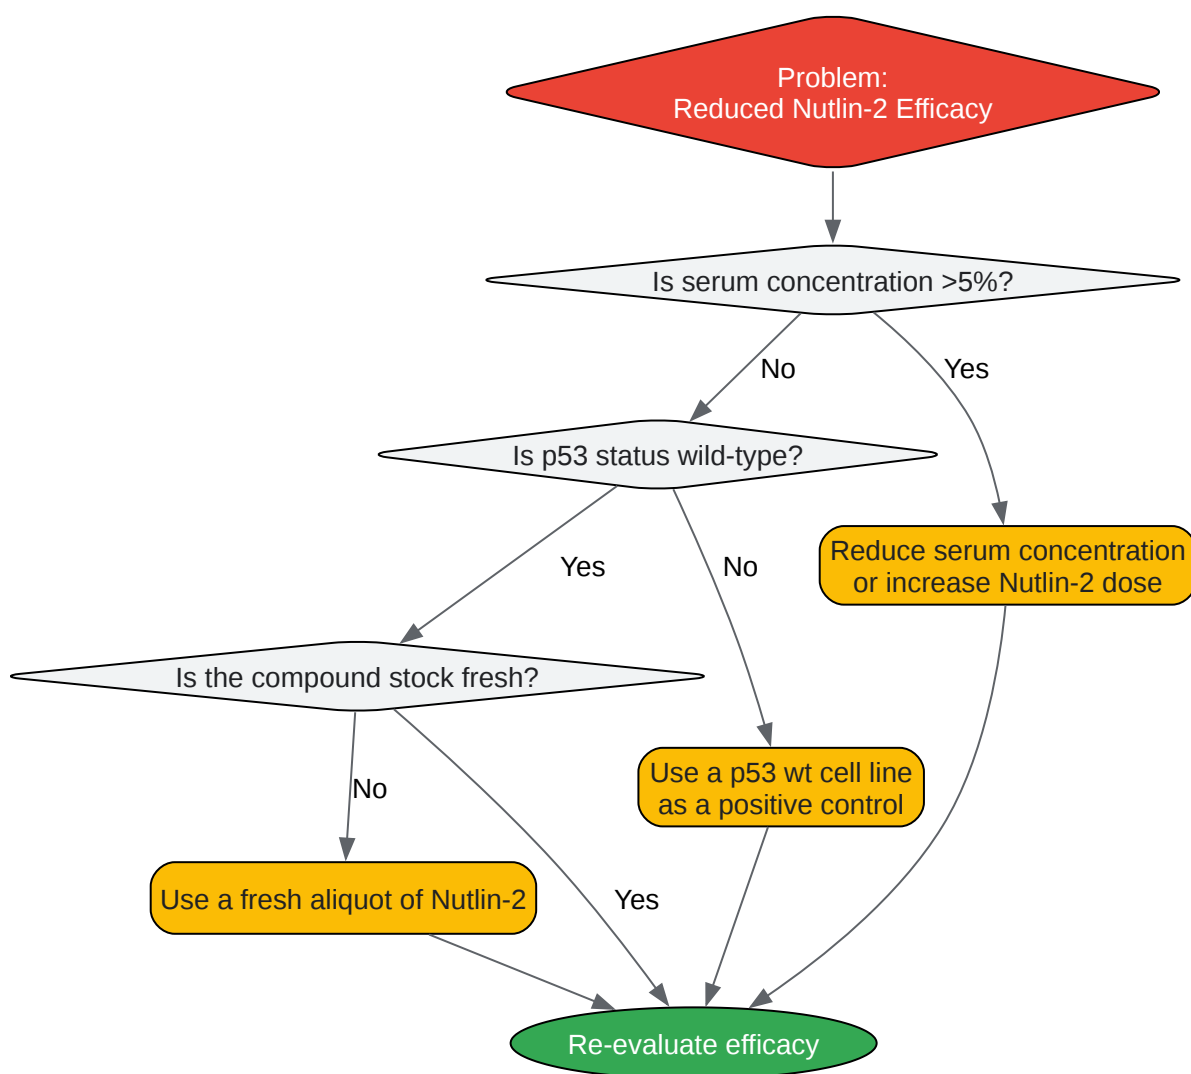 Problem:
Reduced Nutlin-2 Efficacy
Is serum concentration >5%?
No
Yes
Is p53 status wild-type?
Reduce serum concentration
or increase Nutlin-2 dose
Yes
No
Is the compound stock fresh?
Use a p53 wt cell line
as a positive control
No
Use a fresh aliquot of Nutlin-2
Yes
Re-evaluate efficacy